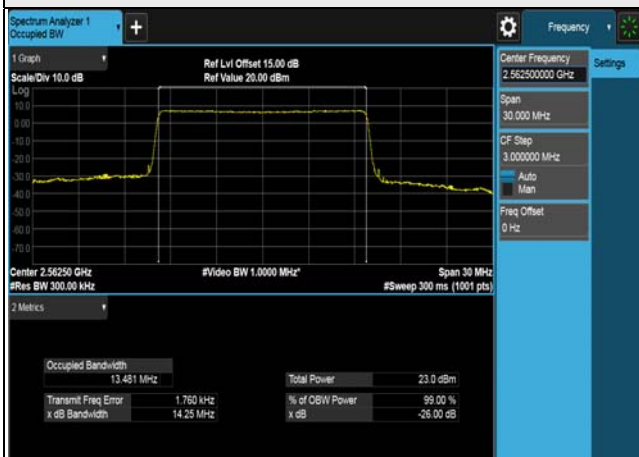 Spectrum Analyzer 1
Occupied BW
+
Frequency
1 Graph
Ref Lvl Offset 15.00 dB
Scale/Div 10.0 dB
Ref Value 20.00 dBm
Log
10.0
0.00
-10.0
-20.0
-30.0
-40.0
-50.0
-60.0
-70.0
Center 2.56250 GHz
#Video BW 1.0000 MHz*
Span 30 MHz
#Res BW 300.00 kHz
#Sweep 300 ms (1001 pts)
Center Frequency
2.562500000 GHz
Settings
Span
30.000 MHz
CF Step
3.000000 MHz
Auto
Man
Freq Offset
0 Hz
2 Metrics
Occupied Bandwidth
13.481 MHz
Total Power 23.0 dBm
Transmit Freq Error 1.760 kHz
% of OBW Power 99.00 %
x dB Bandwidth 14.25 MHz
x dB -26.00 dB